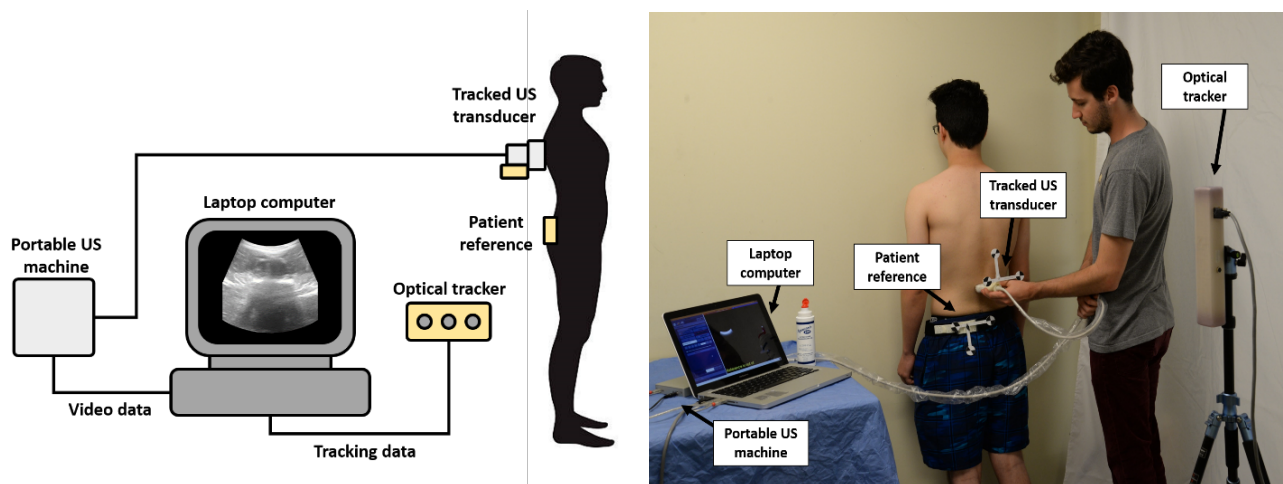 Tracked US
transducer
Laptop computer
Patient
reference
Portable US
machine
Optical tracker
Video data
Tracking data
Optical
tracker
Tracked US
transducer
Laptop
computer
Patient
reference
Portable US
machine